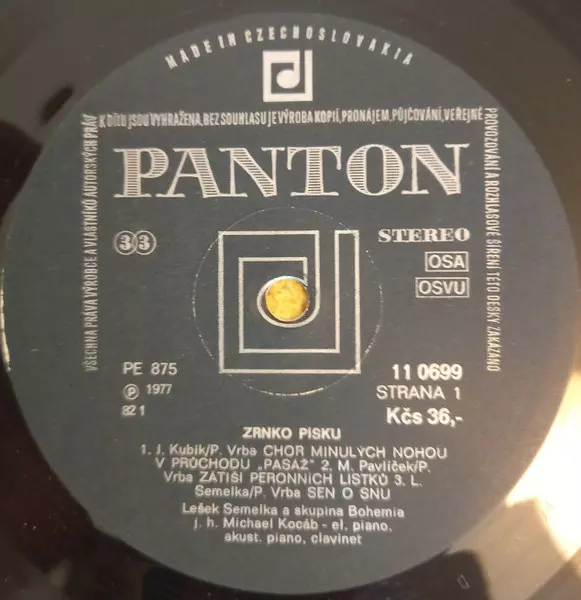 MADE IN CZECHOSLOVAKIA
VŠECHNA PRÁVA VÝROBCE A VLASTNÍKŮ AUTORSKÝCH PRÁV
K DÍLU JSOU VYHRAŽENA, BEZ SOUHLASU JE VÝROBA KOPIÍ, PRONÁJEM, PŮJČOVÁNÍ, VEŘEJNÉ
PROVOZOVÁNÍ A ROZHLASOVÉ ŠÍŘENÍ TÉTO DESKY ZAKÁZÁNO
PANTON
33
STEREO
OSA
OSVU
PE 875
Ⓟ 1977
82 1
11 0699
STRANA 1
Kčs 36,-
ZRNKO PÍSKU
1. J. Kubík/P. Vrba CHÓR MINULÝCH NOHOU
V PRŮCHODU „PASÁŽ" 2. M. Pavlíček/P.
Vrba ZÁTIŠÍ PERONNÍCH LÍSTKŮ 3. L.
Semelka/P. Vrba SEN O SNU
Lešek Semelka a skupina Bohemia
j. h. Michael Kocáb - el. piano,
akust. piano, clavinet